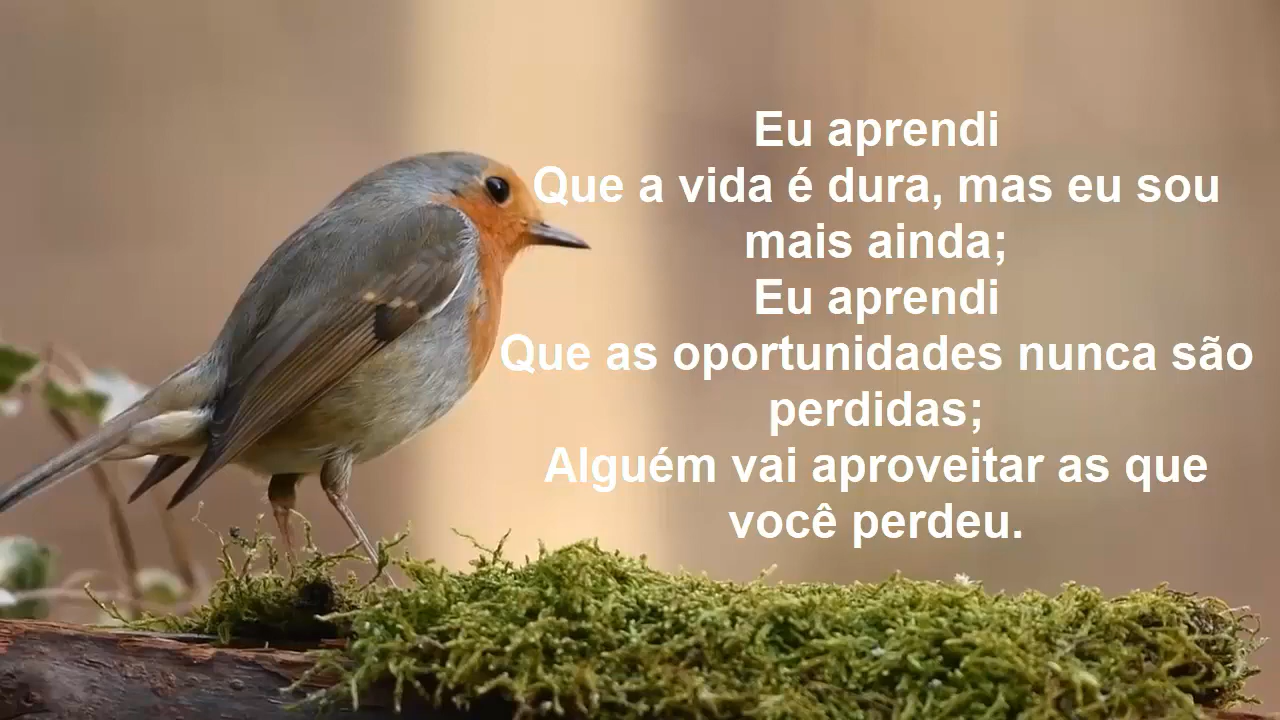 Eu aprendi
Que a vida é dura, mas eu sou
mais ainda;
Eu aprendi
Que as oportunidades nunca são
perdidas;
Alguém vai aproveitar as que
você perdeu.